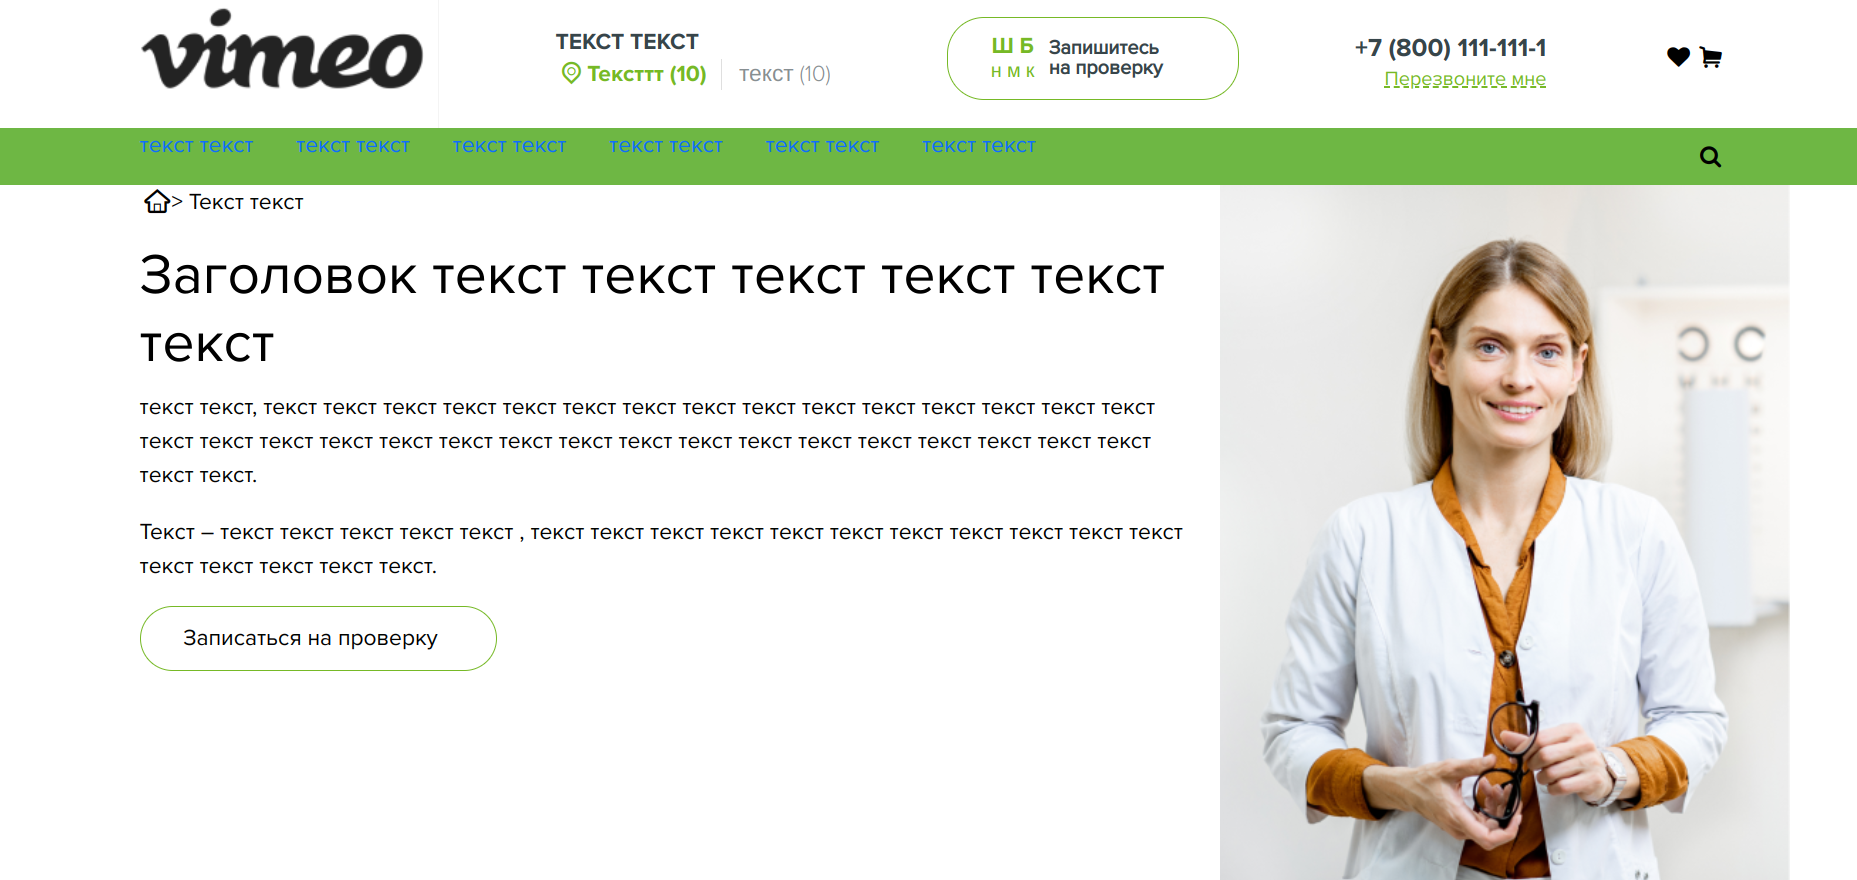 vimeo
ТЕКСТ ТЕКСТ
Тексттт (10) текст (10)
Ш Б
н м к
Запишитесь
на проверку
+7 (800) 111-111-1
Перезвоните мне
текст текст текст текст текст текст текст текст текст текст текст текст
> Текст текст
Заголовок текст текст текст текст текст
текст
текст текст, текст текст текст текст текст текст текст текст текст текст текст текст текст текст текст
текст текст текст текст текст текст текст текст текст текст текст текст текст текст текст текст текст
текст текст.
Текст – текст текст текст текст текст , текст текст текст текст текст текст текст текст текст текст текст
текст текст текст текст текст.
Записаться на проверку